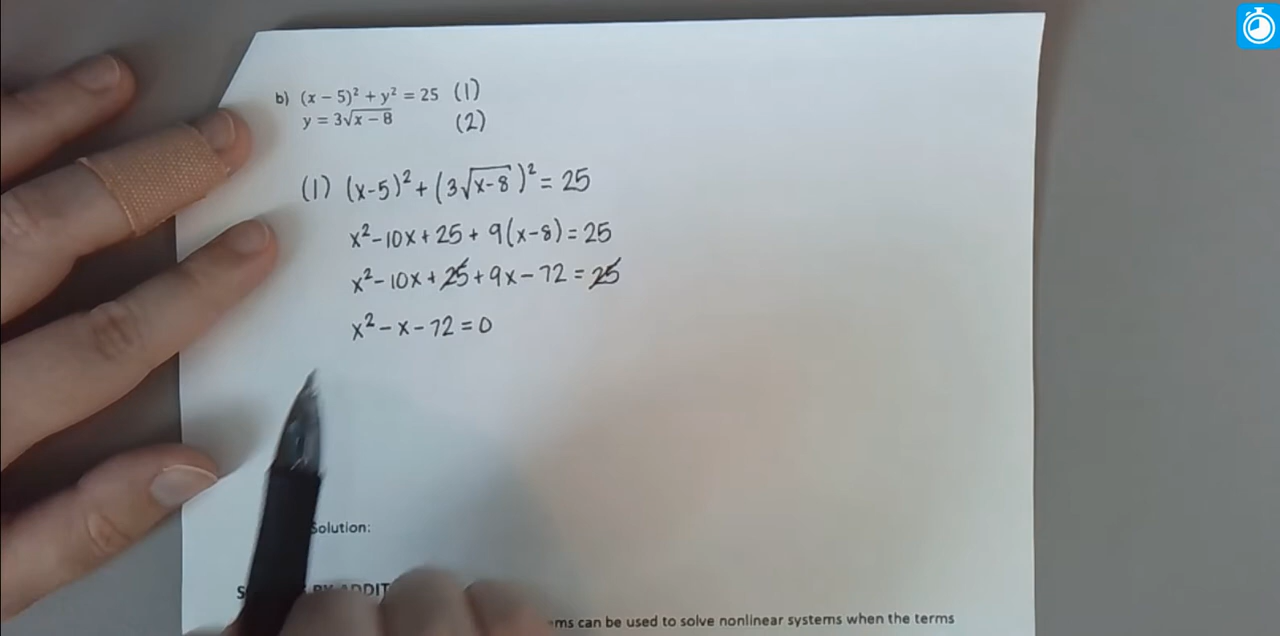 b) (x – 5)² + y² = 25 (1)
y = 3√x – 8 (2)
(1) (x-5)² + (3√x-8)² = 25
x² - 10x + 25 + 9(x-8) = 25
x² - 10x + 25 + 9x - 72 = 25
x² - x - 72 = 0
Solution:
ms can be used to solve nonlinear systems when the terms